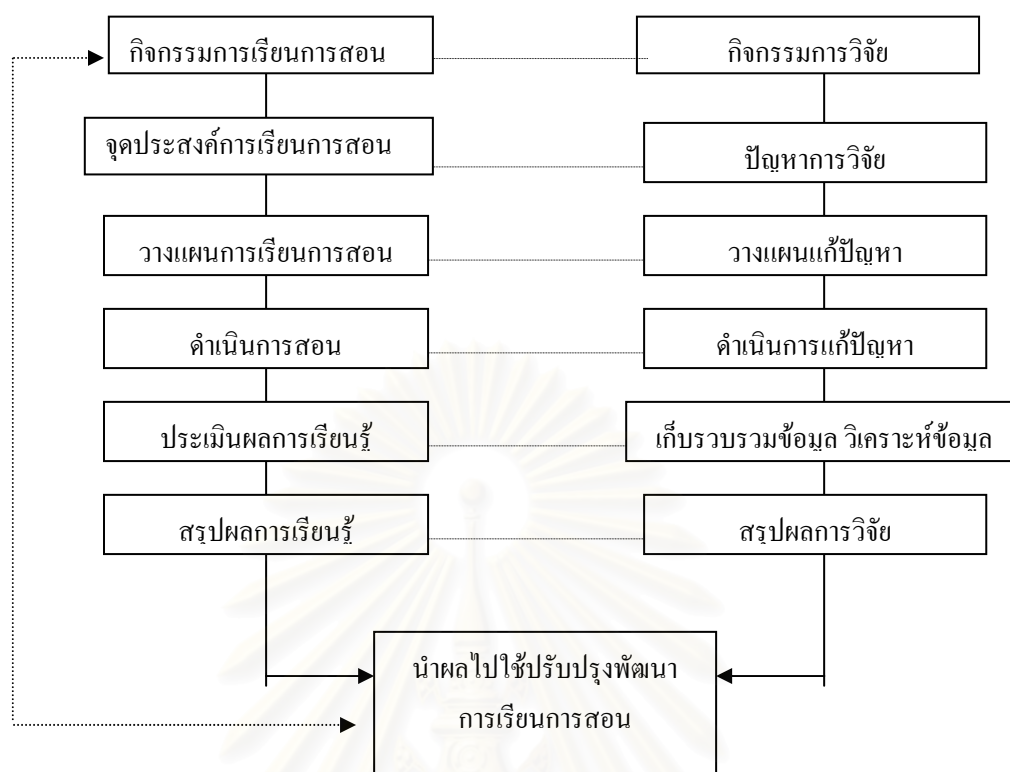 กิจกรรมการเรียนการสอน
กิจกรรมการวิจัย
จุดประสงค์การเรียนการสอน
ปัญหาการวิจัย
วางแผนการเรียนการสอน
วางแผนแก้ปัญหา
ดำเนินการสอน
ดำเนินการแก้ปัญหา
ประเมินผลการเรียนรู้
เก็บรวบรวมข้อมูล วิเคราะห์ข้อมูล
สรุปผลการเรียนรู้
สรุปผลการวิจัย
นำผลไปใช้ปรับปรุงพัฒนา
การเรียนการสอน